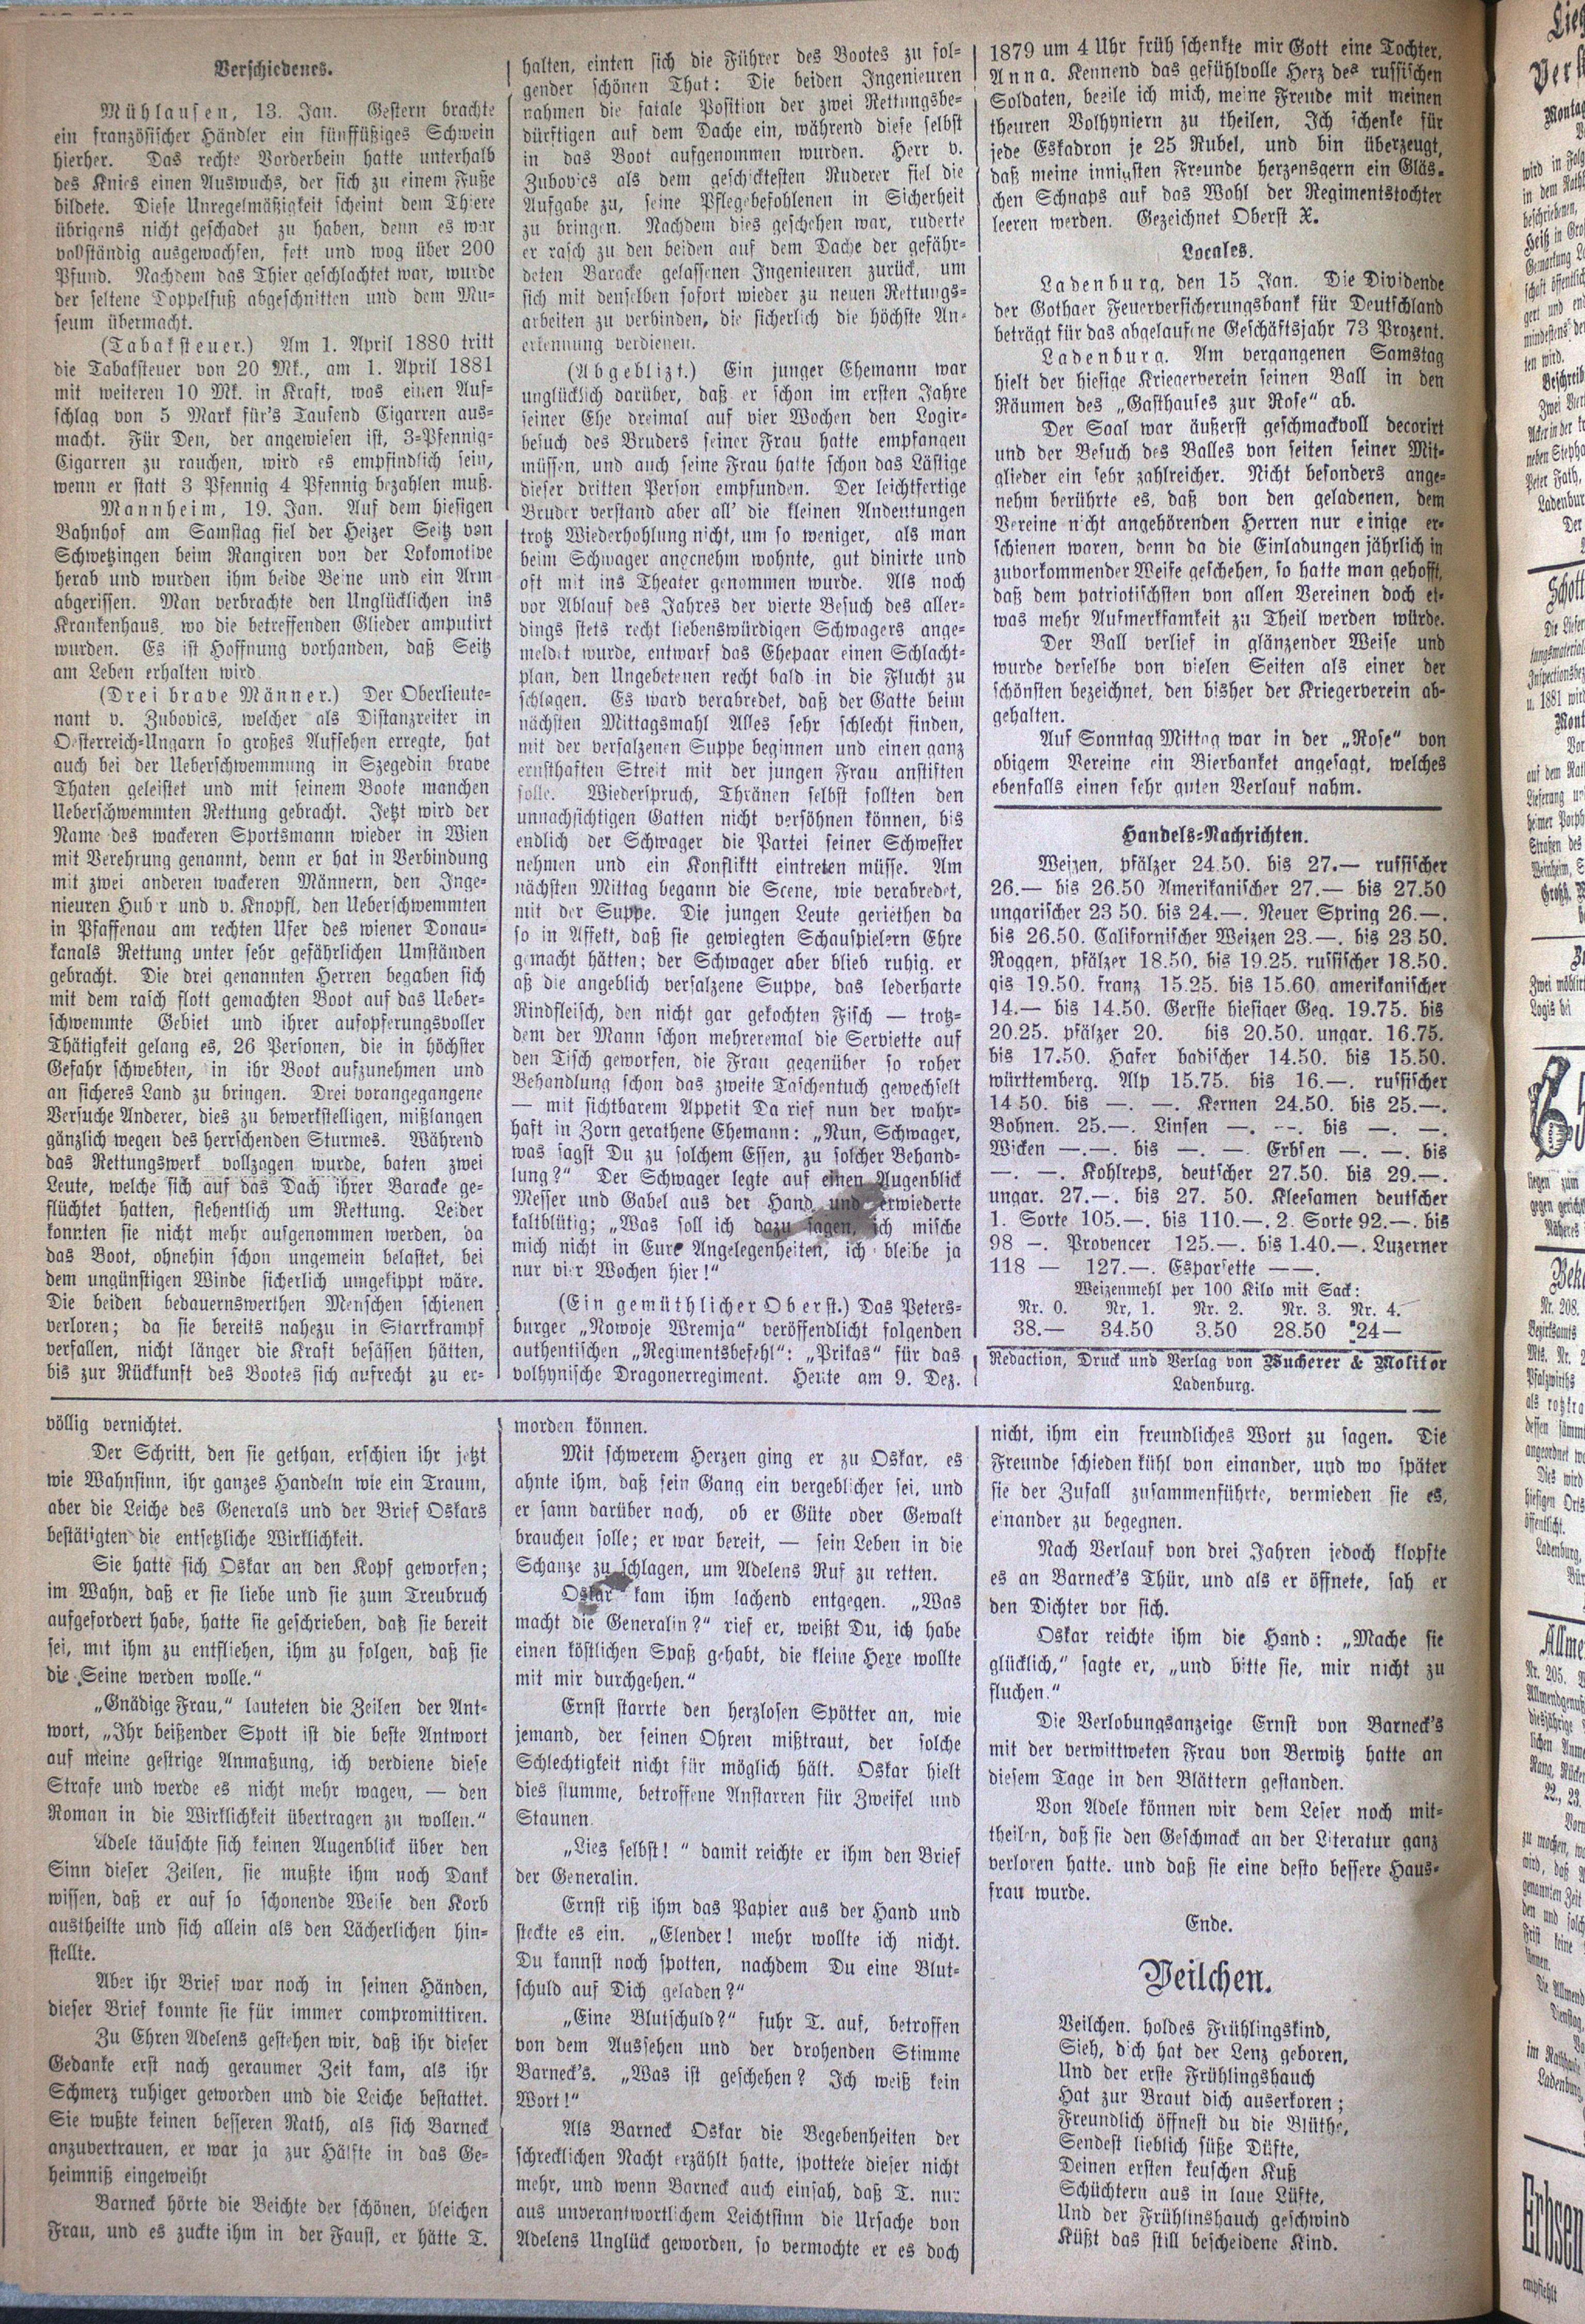 Verschiedenes.
Mühlausen, 13. Jan. Gestern brachte
ein französischer Händler ein fünffüßiges Schwein
hierher. Das rechte Vorderbein hatte unterhalb
des Knies einen Auswuchs, der sich zu einem Fuße
bildete. Diese Unregelmäßigkeit scheint dem Thiere
übrigens nicht geschadet zu haben, denn es war
vollständig ausgewachsen, fett und wog über 200
Pfund. Nachdem das Thier geschlachtet war, wurde
der seltene Doppelfuß abgeschnitten und dem Mu-
seum übermacht.
(Tabaksteuer.) Am 1. April 1880 tritt
die Tabaksteuer von 20 Mk., am 1. April 1881
mit weiteren 10 Mk. in Kraft, was einen Auf-
schlag von 5 Mark für's Tausend Cigarren aus-
macht. Für Den, der angewiesen ist, 3-Pfennig-
Cigarren zu rauchen, wird es empfindlich sein,
wenn er statt 3 Pfennig 4 Pfennig bezahlen muß.
Mannheim, 19. Jan. Auf dem hiesigen
Bahnhof am Samstag fiel der Heizer Seitz von
Schwetzingen beim Rangiren von der Lokomotive
herab und wurden ihm beide Beine und ein Arm
abgerissen. Man verbrachte den Unglücklichen ins
Krankenhaus, wo die betreffenden Glieder amputirt
wurden. Es ist Hoffnung vorhanden, daß Seitz
am Leben erhalten wird
(Drei brave Männer.) Der Oberlieute-
nant v. Zubovics, welcher als Distanzreiter in
Oesterreich-Ungarn so großes Aufsehen erregte, hat
auch bei der Ueberschwemmung in Szegedin brave
Thaten geleistet und mit seinem Boote manchen
Ueberschwemmten Rettung gebracht. Jetzt wird der
Name des wackeren Sportsmann wieder in Wien
mit Verehrung genannt, denn er hat in Verbindung
mit zwei anderen wackeren Männern, den Inge-
nieuren Hub r und v. Knopfl, den Ueberschwemmten
in Pfaffenau am rechten Ufer des wiener Donau-
kanals Rettung unter sehr gefährlichen Umständen
gebracht. Die drei genannten Herren begaben sich
mit dem rasch flott gemachten Boot auf das Ueber-
schwemmte Gebiet und ihrer aufopferungsvoller
Thätigkeit gelang es, 26 Personen, die in höchster
Gefahr schwebten, in ihr Boot aufzunehmen und
an sicheres Land zu bringen. Drei vorangegangene
Versuche Anderer, dies zu bewerkstelligen, mißlangen
gänzlich wegen des herrschenden Sturmes. Während
das Rettungswerk vollzogen wurde, baten zwei
Leute, welche sich auf das Dach ihrer Baracke ge-
flüchtet hatten, flehentlich um Rettung. Leider
konnten sie nicht mehr aufgenommen werden, da
das Boot, ohnehin schon ungemein belastet, bei
dem ungünstigen Winde sicherlich umgekippt wäre.
Die beiden bedauernswerthen Menschen schienen
verloren; da sie bereits nahezu in Starrkrampf
verfallen, nicht länger die Kraft besässen hätten,
bis zur Rückkunft des Bootes sich aufrecht zu er-
halten, einten sich die Führer des Bootes zu fol-
gender schönen That: Die beiden Ingenieuren
nahmen die fatale Position der zwei Rettungsbe-
dürftigen auf dem Dache ein, während diese selbst
in das Boot aufgenommen wurden. Herr v.
Zubovics als dem geschicktesten Ruderer fiel die
Aufgabe zu, seine Pflegebefohlenen in Sicherheit
zu bringen. Nachdem dies geschehen war, ruderte
er rasch zu den beiden auf dem Dache der gefähr-
deten Baracke gelassenen Ingenieuren zurück, um
sich mit denselben sofort wieder zu neuen Rettungs-
arbeiten zu verbinden, die sicherlich die höchste An-
erkennung verdienen.
(Abgeblizt.) Ein junger Ehemann war
unglücklich darüber, daß er schon im ersten Jahre
seiner Ehe dreimal auf vier Wochen den Logir-
besuch des Bruders seiner Frau hatte empfangen
müssen, und auch seine Frau hatte schon das Lästige
dieser dritten Person empfunden. Der leichtfertige
Bruder verstand aber all' die kleinen Andeutungen
trotz Wiederhohlung nicht, um so weniger, als man
beim Schwager angenehm wohnte, gut dinirte und
oft mit ins Theater genommen wurde. Als noch
vor Ablauf des Jahres der vierte Besuch des aller-
dings stets recht liebenswürdigen Schwagers ange-
meldet wurde, entwarf das Ehepaar einen Schlacht-
plan, den Ungebetenen recht bald in die Flucht zu
schlagen. Es ward verabredet, daß der Gatte beim
nächsten Mittagsmahl Alles sehr schlecht finden,
mit der versalzenen Suppe beginnen und einen ganz
ernsthaften Streit mit der jungen Frau anstiften
solle. Wiederspruch, Thränen selbst sollten den
unnachsichtigen Gatten nicht versöhnen können, bis
endlich der Schwager die Partei seiner Schwester
nehmen und ein Konfliktt eintreten müsse. Am
nächsten Mittag begann die Scene, wie verabredet,
mit der Suppe. Die jungen Leute geriethen da
so in Affekt, daß sie gewiegten Schauspielern Ehre
gemacht hätten; der Schwager aber blieb ruhig. er
aß die angeblich versalzene Suppe, das lederharte
Rindfleisch, den nicht gar gekochten Fisch — trotz-
dem der Mann schon mehreremal die Serviette auf
den Tisch geworfen, die Frau gegenüber so roher
Behandlung schon das zweite Taschentuch gewechselt
— mit sichtbarem Appetit Da rief nun der wahr-
haft in Zorn gerathene Ehemann: „Nun, Schwager,
was sagst Du zu solchem Essen, zu solcher Behand-
lung?“ Der Schwager legte auf einen Augenblick
Messer und Gabel aus der Hand und erwiederte
kaltblütig; „Was soll ich dazu sagen, ich mische
mich nicht in Eure Angelegenheiten, ich bleibe ja
nur vier Wochen hier!“
(Ein gemüthlicher Oberst.) Das Peters-
burger „Nowoje Wremja“ veröffendlicht folgenden
authentischen „Regimentsbefehl“: „Prikas“ für das
volhynische Dragonerregiment. Heute am 9. Dez.
1879 um 4 Uhr früh schenkte mir Gott eine Tochter,
Anna. Kennend das gefühlvolle Herz des russischen
Soldaten, beeile ich mich, meine Freude mit meinen
theuren Volhyniern zu theilen, Ich schenke für
jede Eskadron je 25 Rubel, und bin überzeugt,
daß meine innigsten Freunde herzensgern ein Gläs-
chen Schnaps auf das Wohl der Regimentstochter
leeren werden. Gezeichnet Oberst X.
Locales.
Ladenburg, den 15 Jan. Die Dividende
der Gothaer Feuerversicherungsbank für Deutschland
beträgt für das abgelaufene Geschäftsjahr 73 Prozent.
Ladenburg. Am vergangenen Samstag
hielt der hiesige Kriegerverein seinen Ball in den
Räumen des „Gasthauses zur Rose“ ab.
Der Saal war äußerst geschmackvoll decorirt
und der Besuch des Balles von seiten seiner Mit-
glieder ein sehr zahlreicher. Nicht besonders ange-
nehm berührte es, daß von den geladenen, dem
Vereine nicht angehörenden Herren nur einige er-
schienen waren, denn da die Einladungen jährlich in
zuvorkommender Weise geschehen, so hatte man gehofft,
daß dem patriotischsten von allen Vereinen doch et-
was mehr Aufmerksamkeit zu Theil werden würde.
Der Ball verlief in glänzender Weise und
wurde derselbe von vielen Seiten als einer der
schönsten bezeichnet, den bisher der Kriegerverein ab-
gehalten.
Auf Sonntag Mittag war in der „Rose“ von
obigem Vereine ein Bierbanket angesagt, welches
ebenfalls einen sehr guten Verlauf nahm.
Handels-Nachrichten.
Weizen, pfälzer 24.50. bis 27.— russischer
26.— bis 26.50 Amerikanischer 27.— bis 27.50
ungarischer 23 50. bis 24.—. Neuer Spring 26.—.
bis 26.50. Californischer Weizen 23.—. bis 23 50.
Roggen, pfälzer 18.50. bis 19.25. russischer 18.50.
qis 19.50. franz 15.25. bis 15.60 amerikanischer
14.— bis 14.50. Gerste hiesiger Geg. 19.75. bis
20.25. pfälzer 20. bis 20.50. ungar. 16.75.
bis 17.50. Hafer badischer 14.50. bis 15.50.
württemberg. Alp 15.75. bis 16.—. russischer
14 50. bis —. —. Kernen 24.50. bis 25.—.
Bohnen. 25.—. Linsen —. —. bis —. —.
Wicken —.—. bis —. — Erbsen —. —. bis
—. —. Kohlreps, deutscher 27.50. bis 29.—.
ungar. 27.—. bis 27. 50. Kleesamen deutscher
1. Sorte 105.—. bis 110.—. 2. Sorte 92.—. bis
98 —. Provencer 125.—. bis 1.40.—. Luzerner
118 — 127.—. Esparsette ——.
Weizenmehl per 100 Kilo mit Sack:
Nr. 0. Nr, 1. Nr. 2. Nr. 3. Nr. 4.
38.— 34.50 3.50 28.50 24—
Redaction, Druck und Verlag von Bucherer & Molitor
Ladenburg.
völlig vernichtet.
Der Schritt, den sie gethan, erschien ihr jetzt
wie Wahnsinn, ihr ganzes Handeln wie ein Traum,
aber die Leiche des Generals und der Brief Oskars
bestätigten die entsetzliche Wirklichkeit.
Sie hatte sich Oskar an den Kopf geworfen;
im Wahn, daß er sie liebe und sie zum Treubruch
aufgefordert habe, hatte sie geschrieben, daß sie bereit
sei, mit ihm zu entfliehen, ihm zu folgen, daß sie
die Seine werden wolle.“
„Gnädige Frau,“ lauteten die Zeilen der Ant-
wort, „Ihr beißender Spott ist die beste Antwort
auf meine gestrige Anmaßung, ich verdiene diese
Strafe und werde es nicht mehr wagen, — den
Roman in die Wirklichkeit übertragen zu wollen.“
Adele täuschte sich keinen Augenblick über den
Sinn dieser Zeilen, sie mußte ihm noch Dank
wissen, daß er auf so schonende Weise den Korb
austheilte und sich allein als den Lächerlichen hin-
stellte.
Aber ihr Brief war noch in seinen Händen,
dieser Brief konnte sie für immer compromittiren.
Zu Ehren Adelens gestehen wir, daß ihr dieser
Gedanke erst nach geraumer Zeit kam, als ihr
Schmerz ruhiger geworden und die Leiche bestattet.
Sie wußte keinen besseren Rath, als sich Barneck
anzuvertrauen, er war ja zur Hälfte in das Ge-
heimniß eingeweiht
Barneck hörte die Beichte der schönen, bleichen
Frau, und es zuckte ihm in der Faust, er hätte T.
morden können.
Mit schwerem Herzen ging er zu Oskar, es
ahnte ihm, daß sein Gang ein vergeblicher sei, und
er sann darüber nach, ob er Güte oder Gewalt
brauchen solle; er war bereit, — sein Leben in die
Schanze zu schlagen, um Adelens Ruf zu retten.
Oskar kam ihm lachend entgegen. „Was
macht die Generalin?“ rief er, weißt Du, ich habe
einen köstlichen Spaß gehabt, die kleine Hexe wollte
mit mir durchgehen.“
Ernst starrte den herzlosen Spötter an, wie
jemand, der seinen Ohren mißtraut, der solche
Schlechtigkeit nicht für möglich hält. Oskar hielt
dies stumme, betroffene Anstarren für Zweifel und
Staunen.
„Lies selbst! “ damit reichte er ihm den Brief
der Generalin.
Ernst riß ihm das Papier aus der Hand und
steckte es ein. „Elender! mehr wollte ich nicht.
Du kannst noch spotten, nachdem Du eine Blut-
schuld auf Dich geladen?“
„Eine Blutschuld?“ fuhr T. auf, betroffen
von dem Aussehen und der drohenden Stimme
Barneck's. „Was ist geschehen? Ich weiß kein
Wort!“
Als Barneck Oskar die Begebenheiten der
schrecklichen Nacht erzählt hatte, spottete dieser nicht
mehr, und wenn Barneck auch einsah, daß T. nur
aus unverantwortlichem Leichtsinn die Ursache von
Adelens Unglück geworden, so vermochte er es doch
nicht, ihm ein freundliches Wort zu sagen. Die
Freunde schieden kühl von einander, und wo später
sie der Zufall zusammenführte, vermieden sie es,
einander zu begegnen.
Nach Verlauf von drei Jahren jedoch klopfte
es an Barneck's Thür, und als er öffnete, sah er
den Dichter vor sich.
Oskar reichte ihm die Hand: „Mache sie
glücklich,“ sagte er, „und bitte sie, mir nicht zu
fluchen.“
Die Verlobungsanzeige Ernst von Barneck's
mit der verwittweten Frau von Berwitz hatte an
diesem Tage in den Blättern gestanden.
Von Adele können wir dem Leser noch mit-
theilen, daß sie den Geschmack an der Literatur ganz
verloren hatte. und daß sie eine desto bessere Haus-
frau wurde.
Ende.
Veilchen.
Veilchen. holdes Frühlingskind,
Sieh, dich hat der Lenz geboren,
Und der erste Frühlingshauch
Hat zur Braut dich auserkoren;
Freundlich öffnest du die Blüthe,
Sendest lieblich süße Düfte,
Deinen ersten keuschen Kuß
Schüchtern aus in laue Lüfte,
Und der Frühlinshauch geschwind
Küßt das still bescheidene Kind.